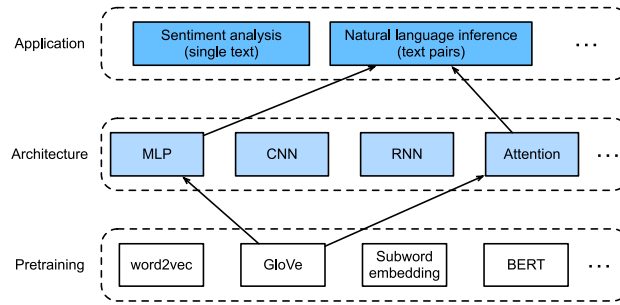 Application
Sentiment analysis
(single text)
Natural language inference
(text pairs)
...
Architecture
MLP
CNN
RNN
Attention
...
Pretraining
word2vec
GloVe
Subword
embedding
BERT
...